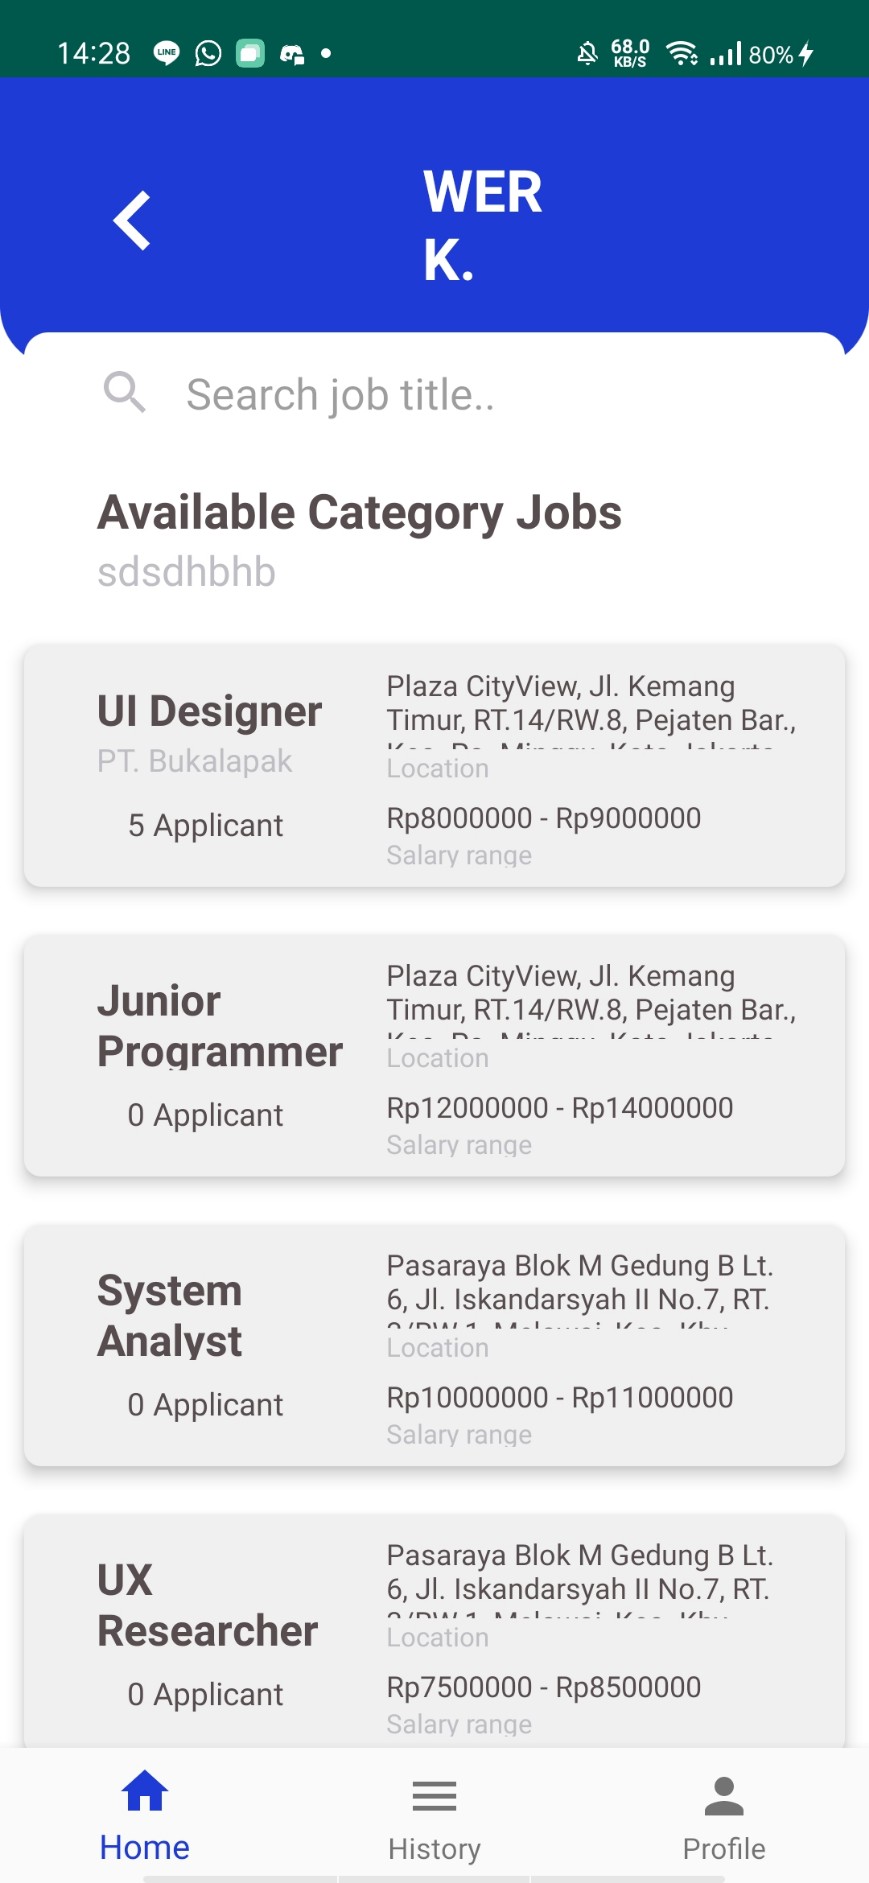 14:28
LINE
68.0
KB/S
80%
WER
K.
Search job title..
Available Category Jobs
sdsdhbhb
UI Designer
PT. Bukalapak
5 Applicant
Plaza CityView, Jl. Kemang
Timur, RT.14/RW.8, Pejaten Bar.,
Location
Rp8000000 - Rp9000000
Salary range
Junior
Programmer
0 Applicant
Plaza CityView, Jl. Kemang
Timur, RT.14/RW.8, Pejaten Bar.,
Location
Rp12000000 - Rp14000000
Salary range
System
Analyst
0 Applicant
Pasaraya Blok M Gedung B Lt.
6, Jl. Iskandarsyah II No.7, RT.
Location
Rp10000000 - Rp11000000
Salary range
UX
Researcher
0 Applicant
Pasaraya Blok M Gedung B Lt.
6, Jl. Iskandarsyah II No.7, RT.
Location
Rp7500000 - Rp8500000
Salary range
Home
History
Profile